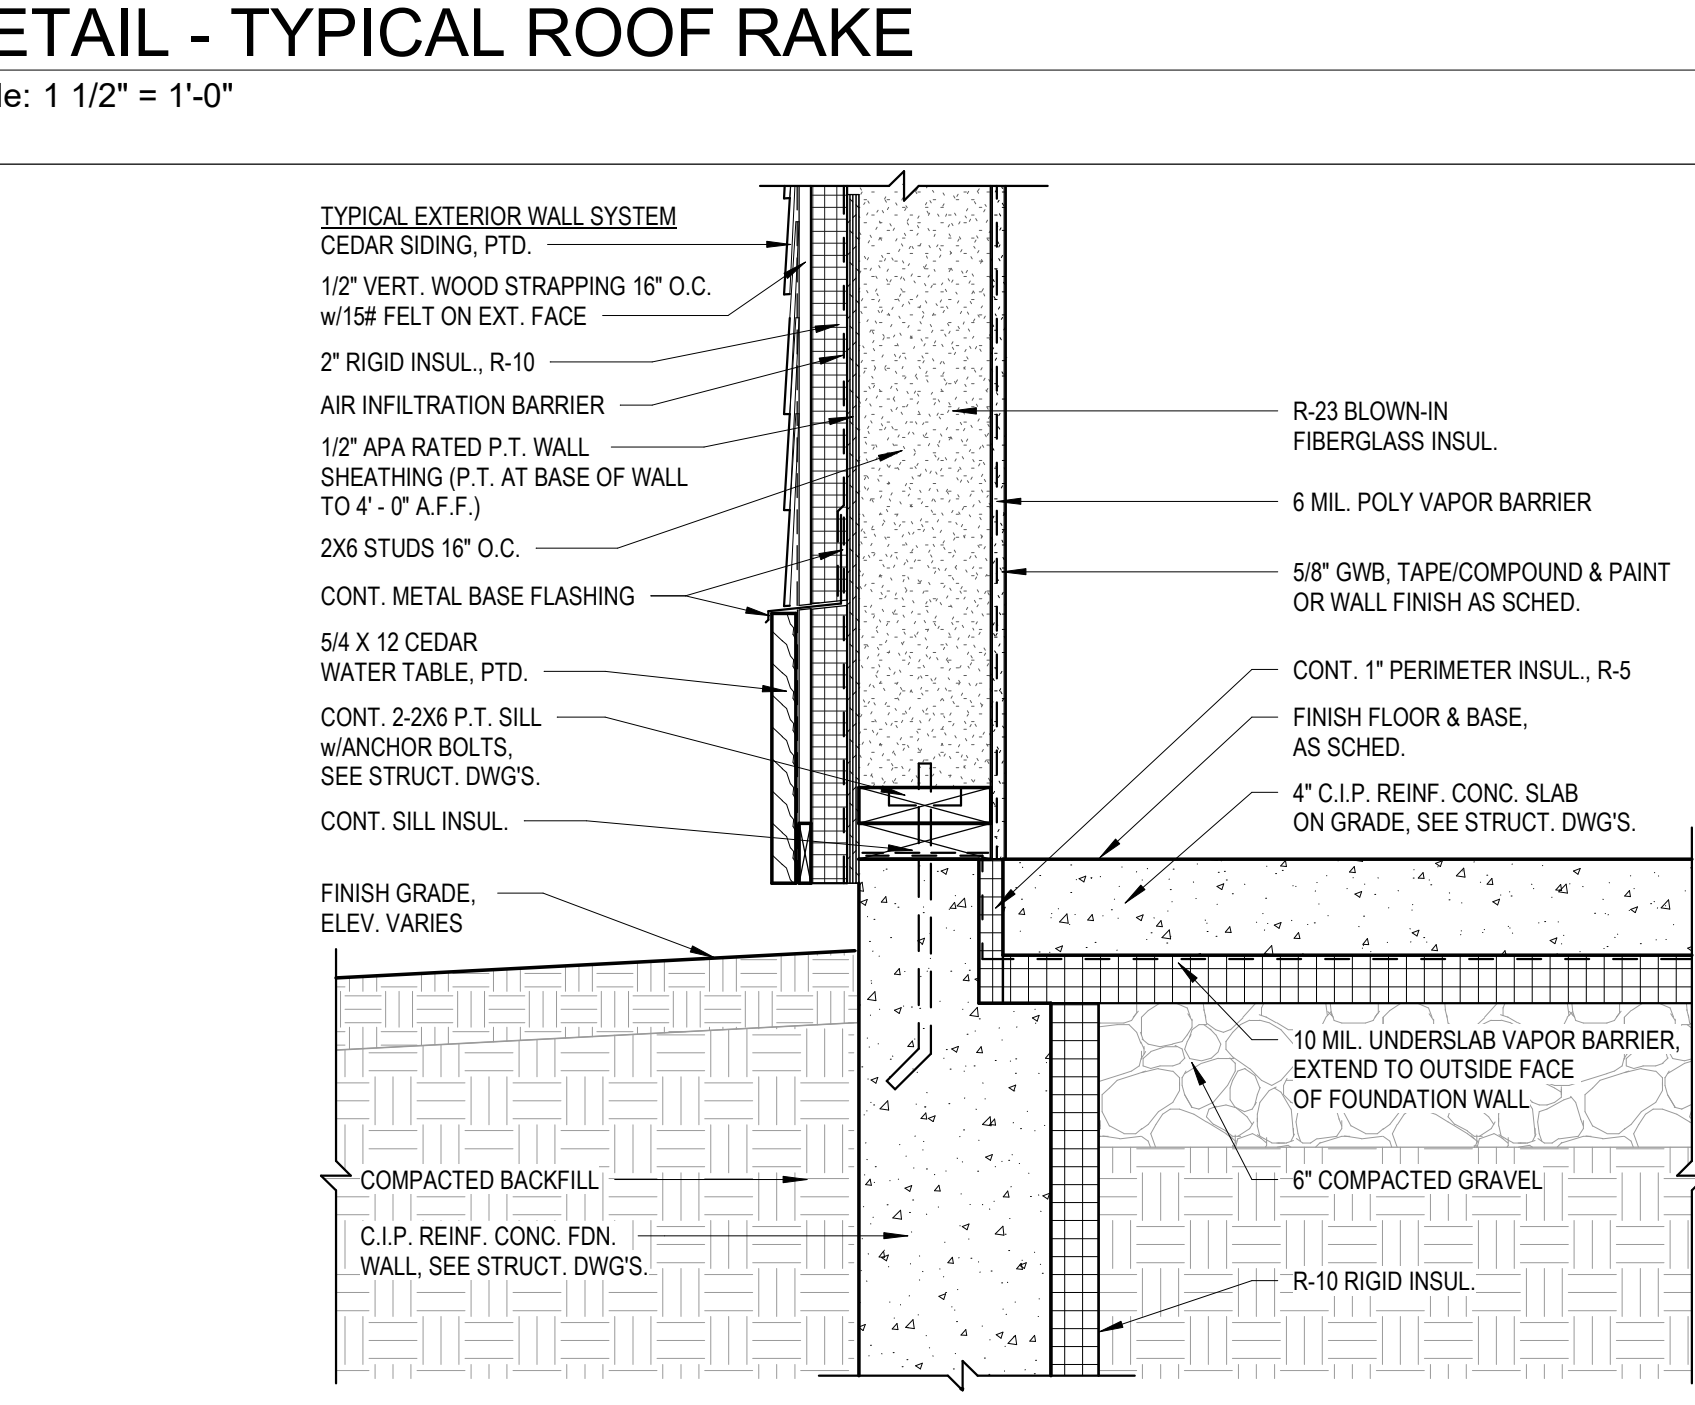 ETAIL - TYPICAL ROOF RAKE
le: 1 1/2" = 1'-0"
TYPICAL EXTERIOR WALL SYSTEM
CEDAR SIDING, PTD.
1/2" VERT. WOOD STRAPPING 16" O.C.
w/15# FELT ON EXT. FACE
2" RIGID INSUL., R-10
AIR INFILTRATION BARRIER
1/2" APA RATED P.T. WALL
SHEATHING (P.T. AT BASE OF WALL
TO 4' - 0" A.F.F.)
2X6 STUDS 16" O.C.
CONT. METAL BASE FLASHING
5/4 X 12 CEDAR
WATER TABLE, PTD.
CONT. 2-2X6 P.T. SILL
w/ANCHOR BOLTS,
SEE STRUCT. DWG'S.
CONT. SILL INSUL.
FINISH GRADE,
ELEV. VARIES
COMPACTED BACKFILL
C.I.P. REINF. CONC. FDN.
WALL, SEE STRUCT. DWG'S.
R-23 BLOWN-IN
FIBERGLASS INSUL.
6 MIL. POLY VAPOR BARRIER
5/8" GWB, TAPE/COMPOUND & PAINT
OR WALL FINISH AS SCHED.
CONT. 1" PERIMETER INSUL., R-5
FINISH FLOOR & BASE,
AS SCHED.
4" C.I.P. REINF. CONC. SLAB
ON GRADE, SEE STRUCT. DWG'S.
10 MIL. UNDERSLAB VAPOR BARRIER,
EXTEND TO OUTSIDE FACE
OF FOUNDATION WALL
6" COMPACTED GRAVEL
R-10 RIGID INSUL.